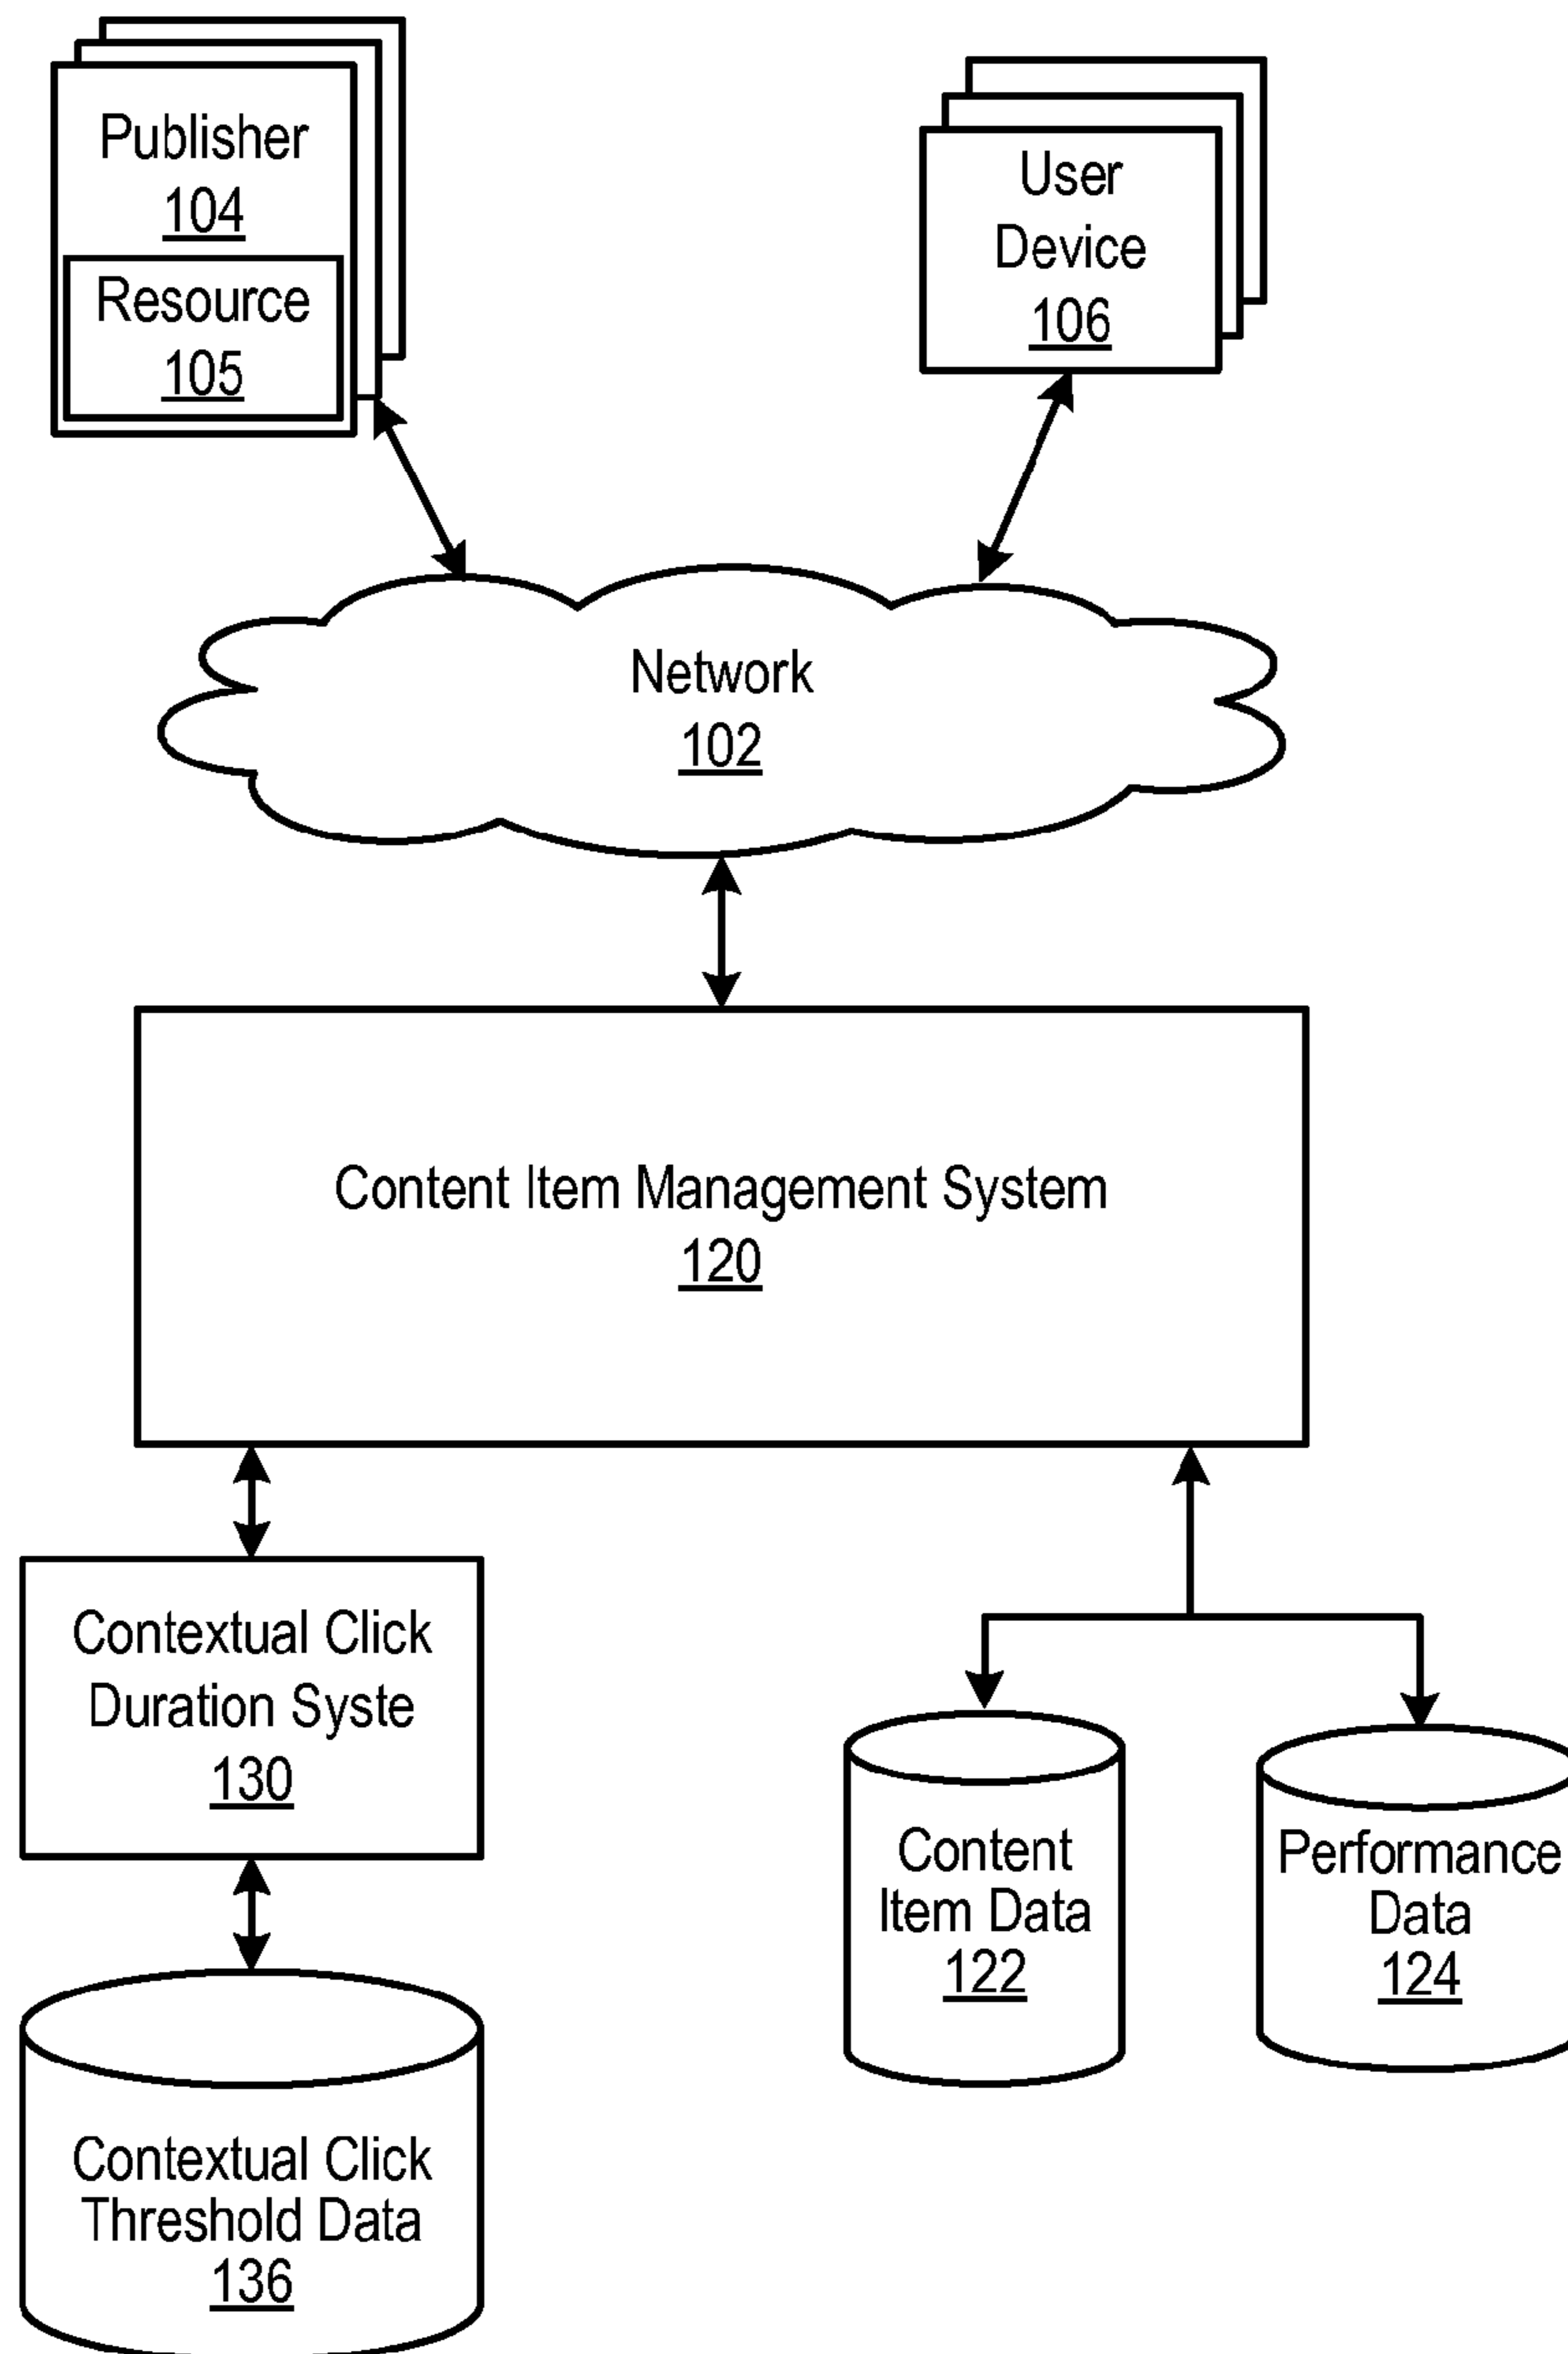 Publisher
104
Resource
105
User
Device
106
Network
102
Content Item Management System
120
Contextual Click
Duration Syste
130
Content
Item Data
122
Performance
Data
124
Contextual Click
Threshold Data
136